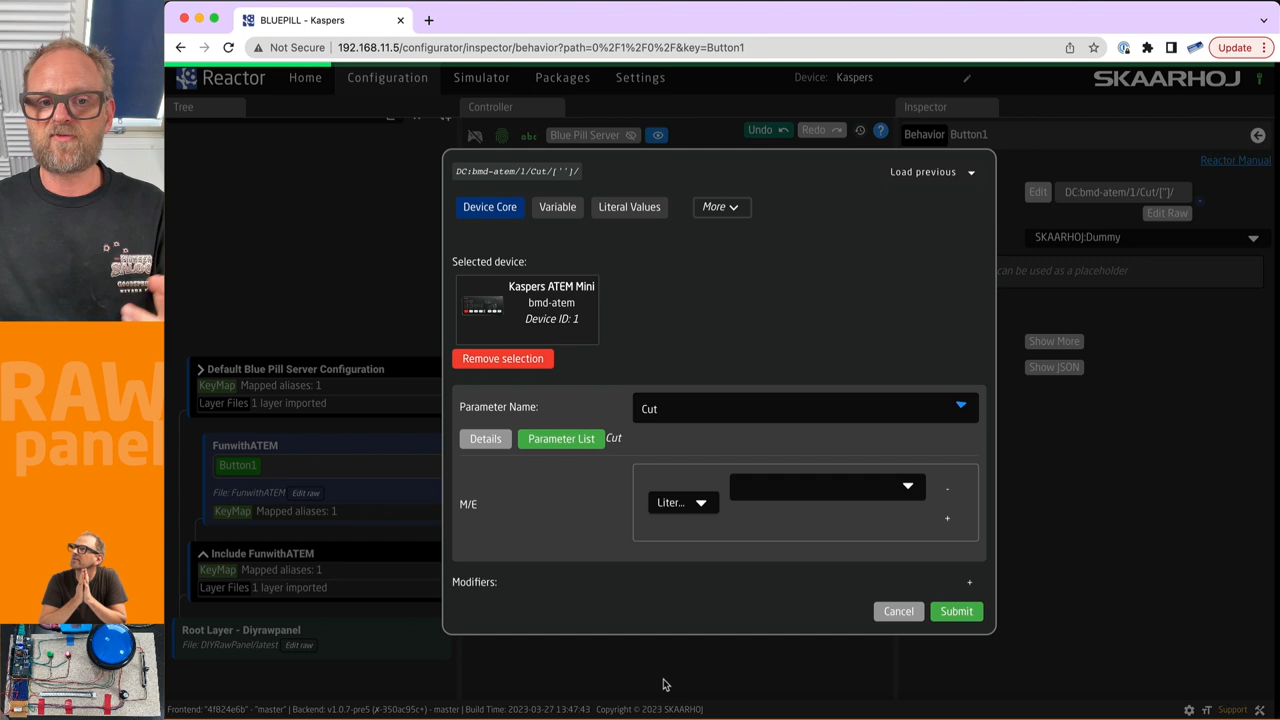 BLUEPILL - Kaspers
Not Secure
192.168.11.5/configurator/inspector/behavior?path=0%2F1%2F0%2F&key=Button1
Update
Reactor
Home
Configuration
Simulator
Packages
Settings
Device:
Kaspers
SKAARHOJ
Tree
Controller
Inspector
abc
Blue Pill Server
Undo
Redo
?
Behavior
Button1
Reactor Manual
DC:bmd-atem/1/Cut/['']/
Load previous
Edit
DC:bmd-atem/1/Cut/['']/
Edit Raw
Device Core
Variable
Literal Values
More
SKAARHOJ:Dummy
can be used as a placeholder
Selected device:
Kaspers ATEM Mini
bmd-atem
Device ID: 1
Remove selection
Show More
Show JSON
Default Blue Pill Server Configuration
KeyMap Mapped aliases: 1
Layer Files 1 layer imported
Parameter Name:
Cut
Details
Parameter List
Cut
FunwithATEM
Button1
File: FunwithATEM
Edit raw
KeyMap Mapped aliases: 1
M/E
Liter...
-
+
Include FunwithATEM
KeyMap Mapped aliases: 1
Layer Files 1 layer imported
Modifiers:
+
Cancel
Submit
Root Layer - Diyrawpanel
File: DIYRawPanel/latest
Edit raw
Frontend: "4f824e6b" - "master" | Backend: v1.0.7-pre5 (X-350ac95c+) - master | Build Time: 2023-03-27 13:47:43 Copyright © 2023 SKAARHOJ
Support
RAW
panel